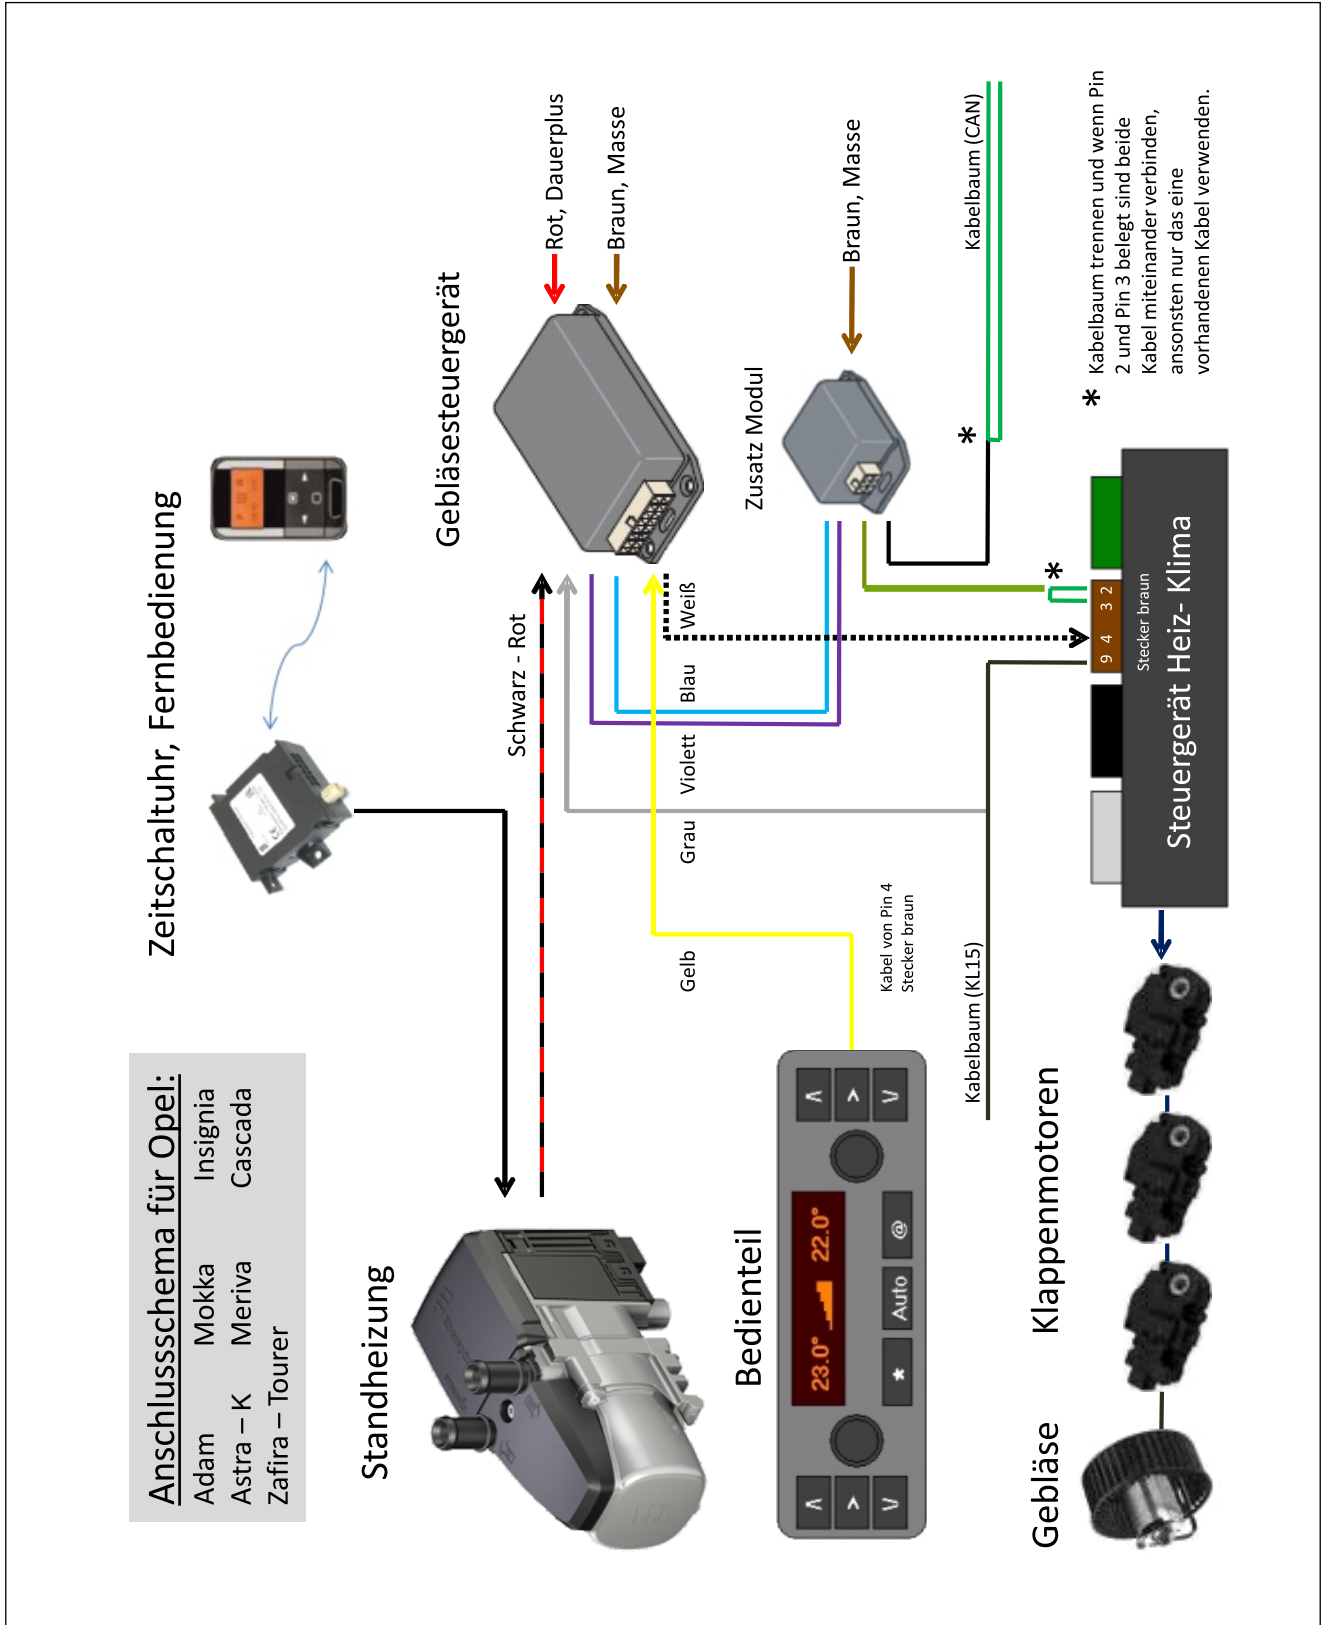 Anschlussschema für Opel:
Adam Mokka Insignia
Astra – K Meriva Cascada
Zafira – Tourer
Zeitschaltuhr, Fernbedienung
Standheizung
Schwarz - Rot
Gebläsesteuergerät
Rot, Dauerplus
Braun, Masse
Gelb
Grau
Violett
Blau
Weiß
Bedienteil
23.0° 22.0°
Auto
@
*
Kabel von Pin 4
Stecker braun
Zusatz Modul
Braun, Masse
Kabelbaum (KL15)
Kabelbaum (CAN)
*
*
Gebläse
Klappenmotoren
9 4 3 2
Stecker braun
Steuergerät Heiz- Klima
* Kabelbaum trennen und wenn Pin
2 und Pin 3 belegt sind beide
Kabel miteinander verbinden,
ansonsten nur das eine
vorhandenen Kabel verwenden.